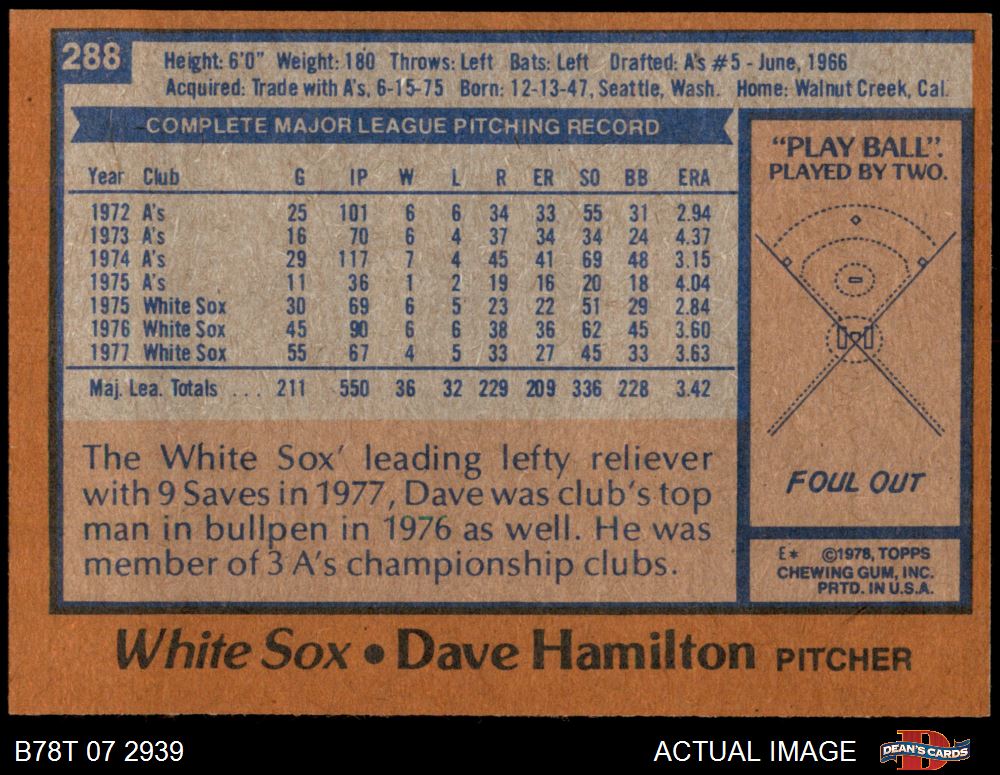 288
Height: 6'0" Weight: 180 Throws: Left Bats: Left Drafted: A's #5 - June, 1966
Acquired: Trade with A's, 6-15-75 Born: 12-13-47, Seattle, Wash. Home: Walnut Creek, Cal.
COMPLETE MAJOR LEAGUE PITCHING RECORD
Year Club G IP W L R ER SO BB ERA
1972 A's 25 101 6 6 34 33 55 31 2.94
1973 A's 16 70 6 4 37 34 34 24 4.37
1974 A's 29 117 7 4 45 41 69 48 3.15
1975 A's 11 36 1 2 19 16 20 18 4.04
1975 White Sox 30 69 6 5 23 22 51 29 2.84
1976 White Sox 45 90 6 6 38 36 62 45 3.60
1977 White Sox 55 67 4 5 33 27 45 33 3.63
Maj. Lea. Totals ... 211 550 36 32 229 209 336 228 3.42
The White Sox' leading lefty reliever
with 9 Saves in 1977, Dave was club's top
man in bullpen in 1976 as well. He was
member of 3 A's championship clubs.
"PLAY BALL".
PLAYED BY TWO.
FOUL OUT
E* ©1978, TOPPS
CHEWING GUM, INC.
PRTD. IN U.S.A.
White Sox • Dave Hamilton PITCHER
B78T 07 2939
ACTUAL IMAGE
DEAN'S CARDS